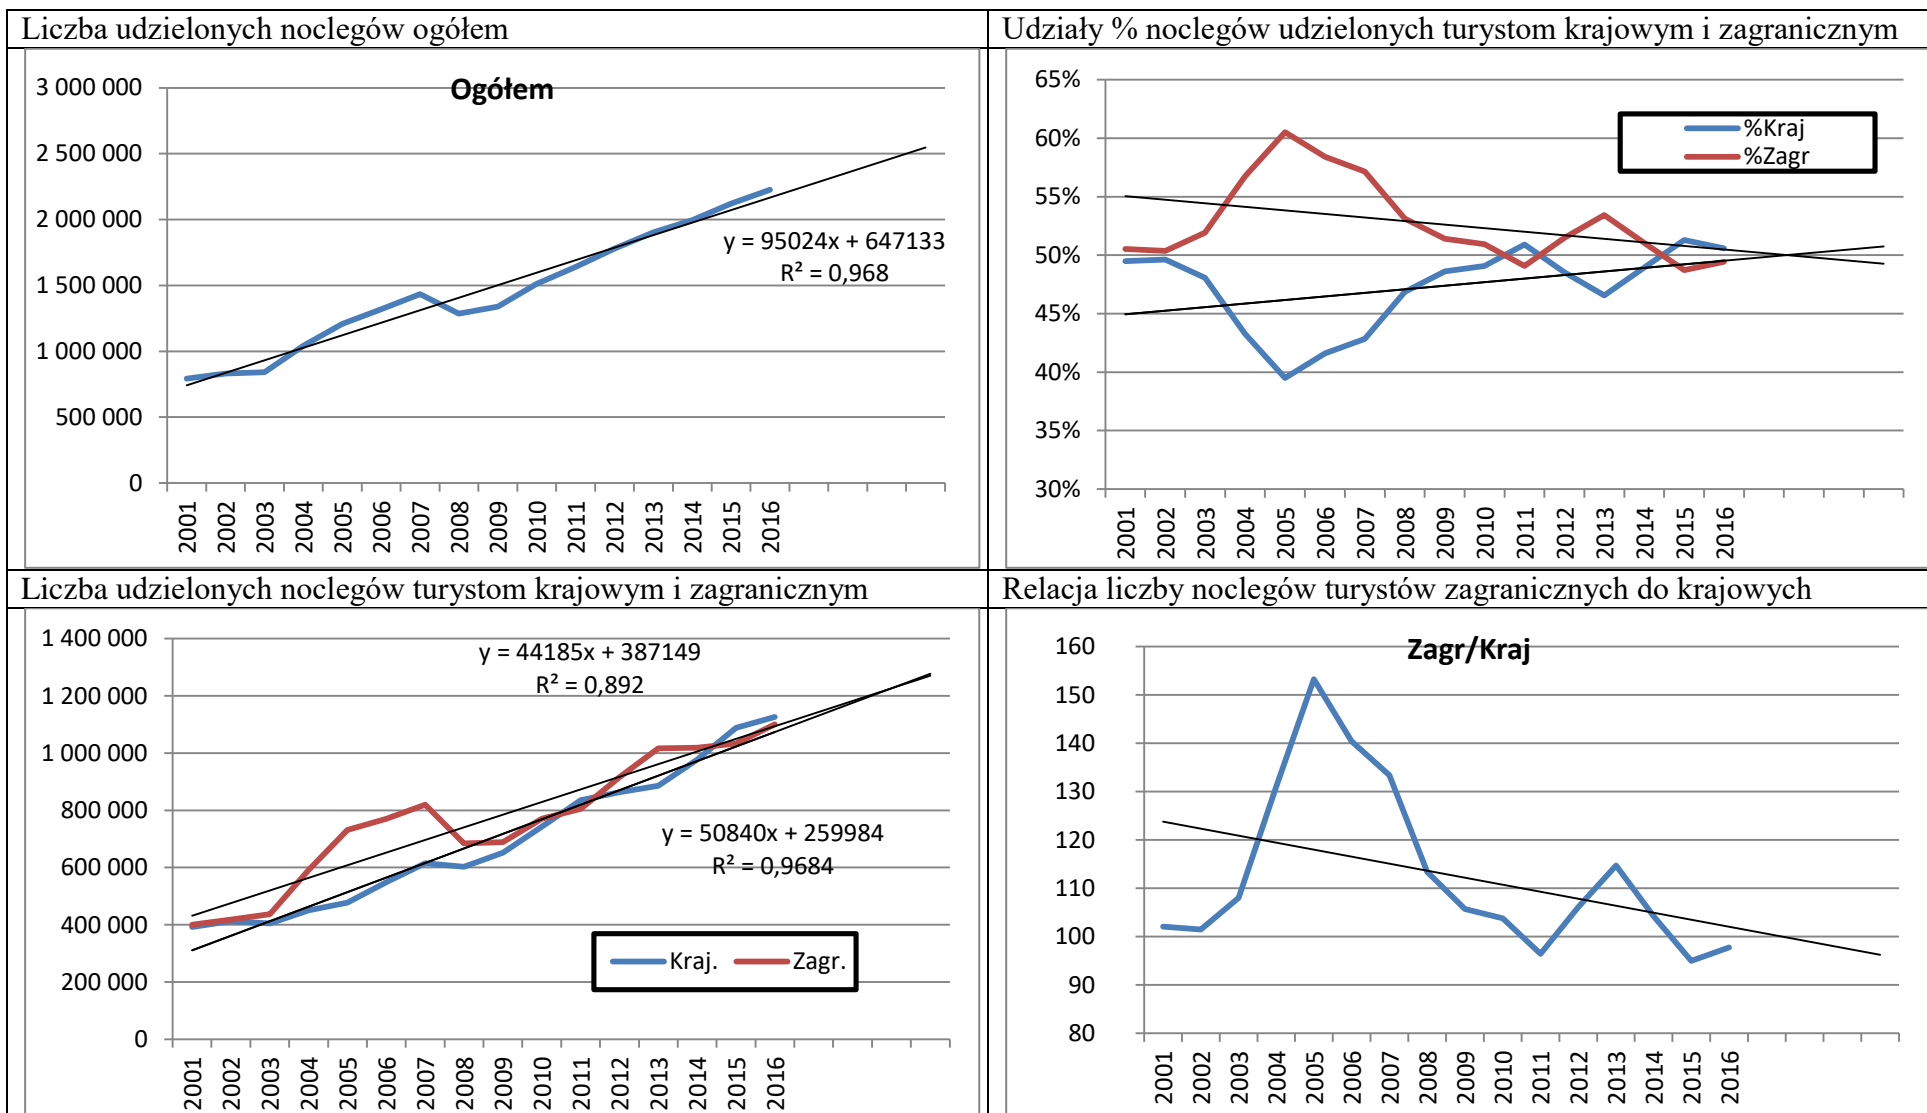 Liczba udzielonych noclegów ogółem
Ogółem
3 000 000
2 500 000
2 000 000
1 500 000
1 000 000
500 000
0
y = 95024x + 647133
R² = 0,968
2001 2002 2003 2004 2005 2006 2007 2008 2009 2010 2011 2012 2013 2014 2015 2016
Udziały % noclegów udzielonych turystom krajowym i zagranicznym
65%
60%
55%
50%
45%
40%
35%
30%
%Kraj
%Zagr
2001 2002 2003 2004 2005 2006 2007 2008 2009 2010 2011 2012 2013 2014 2015 2016
Liczba udzielonych noclegów turystom krajowym i zagranicznym
1 400 000
1 200 000
1 000 000
800 000
600 000
400 000
200 000
0
y = 44185x + 387149
R² = 0,892
y = 50840x + 259984
R² = 0,9684
Kraj. Zagr.
2001 2002 2003 2004 2005 2006 2007 2008 2009 2010 2011 2012 2013 2014 2015 2016
Relacja liczby noclegów turystów zagranicznych do krajowych
Zagr/Kraj
160
150
140
130
120
110
100
90
80
2001 2002 2003 2004 2005 2006 2007 2008 2009 2010 2011 2012 2013 2014 2015 2016